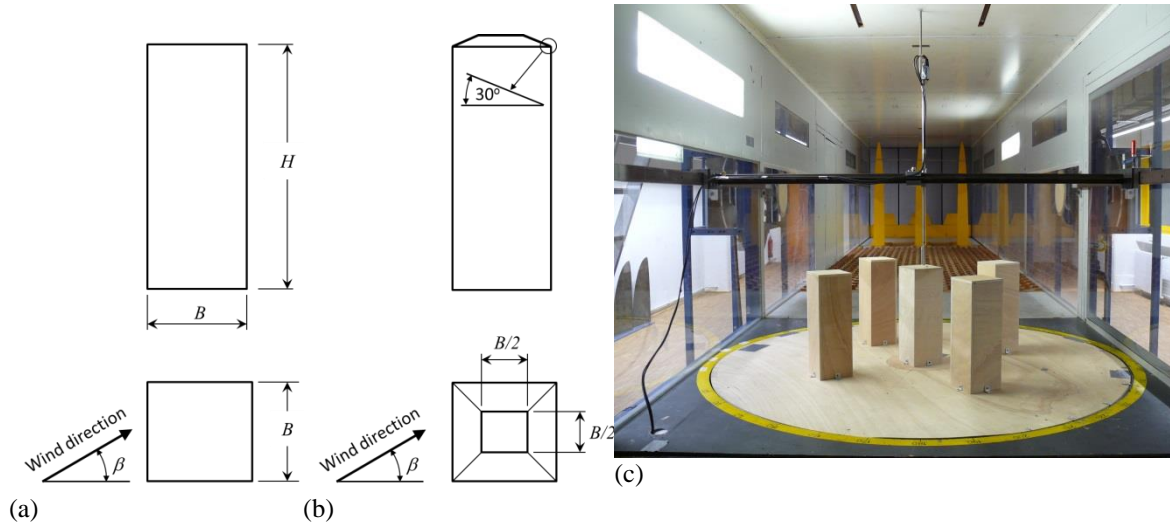 H
B
B
Wind direction
β
(a)
30°
B/2
B/2
Wind direction
β
(b)
(c)